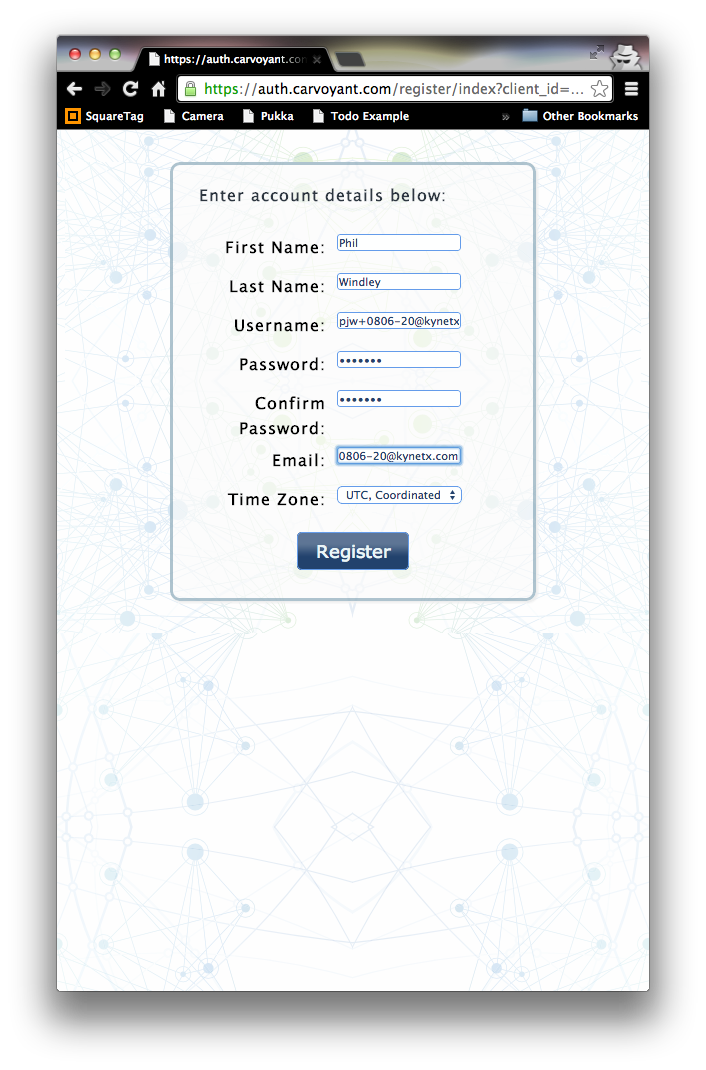 https://auth.carvoyant.con
https://auth.carvoyant.com/register/index?client_id=...
SquareTag Camera Pukka Todo Example » Other Bookmarks
Enter account details below:
First Name: Phil
Last Name: Windley
Username: pjw+0806-20@kynetx
Password: •••••••
Confirm •••••••
Password:
Email: 0806-20@kynetx.com
Time Zone: UTC, Coordinated
Register